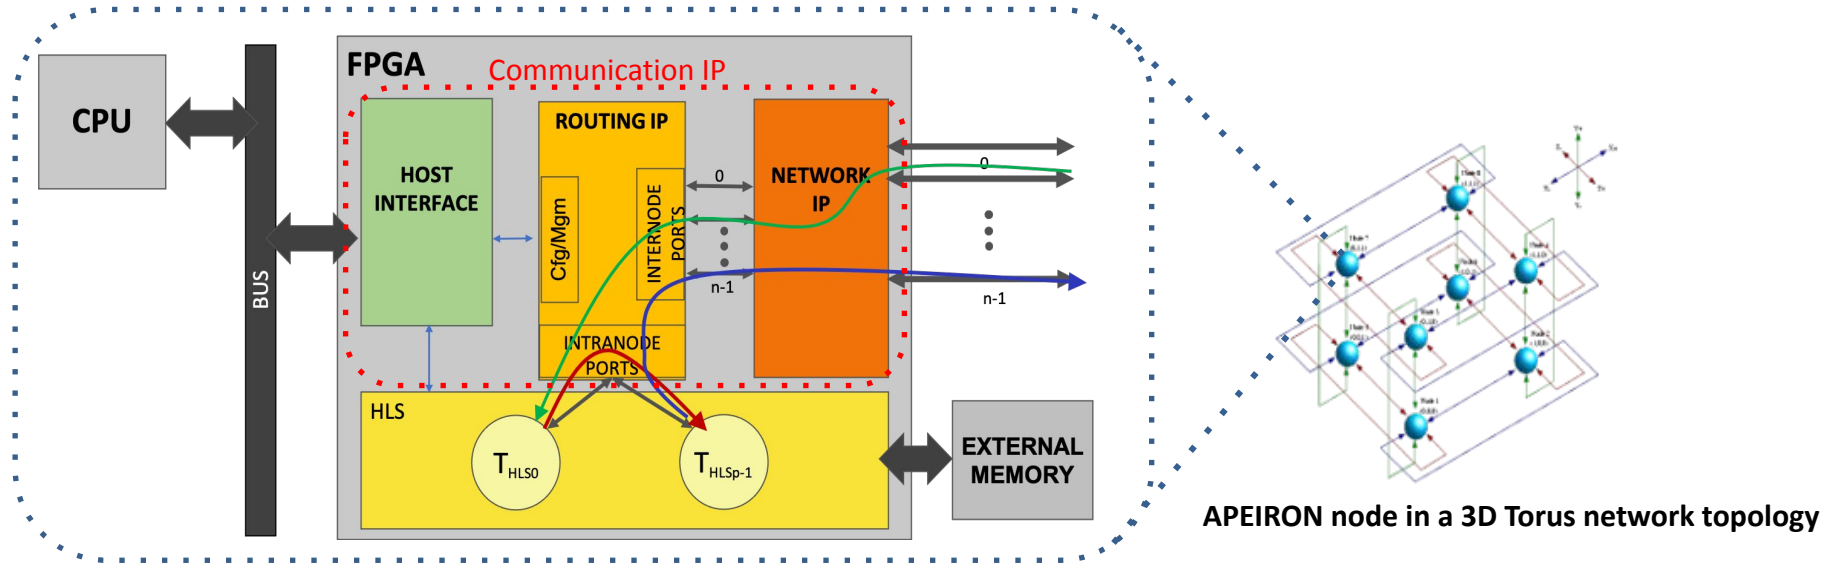 CPU
BUS
FPGA
Communication IP
HOST
INTERFACE
ROUTING IP
Cfg/Mgm
INTERNODE
PORTS
INTRANODE
PORTS
0
n-1
NETWORK
IP
0
n-1
HLS
THLS0
THLSp-1
EXTERNAL
MEMORY
APEIRON node in a 3D Torus network topology